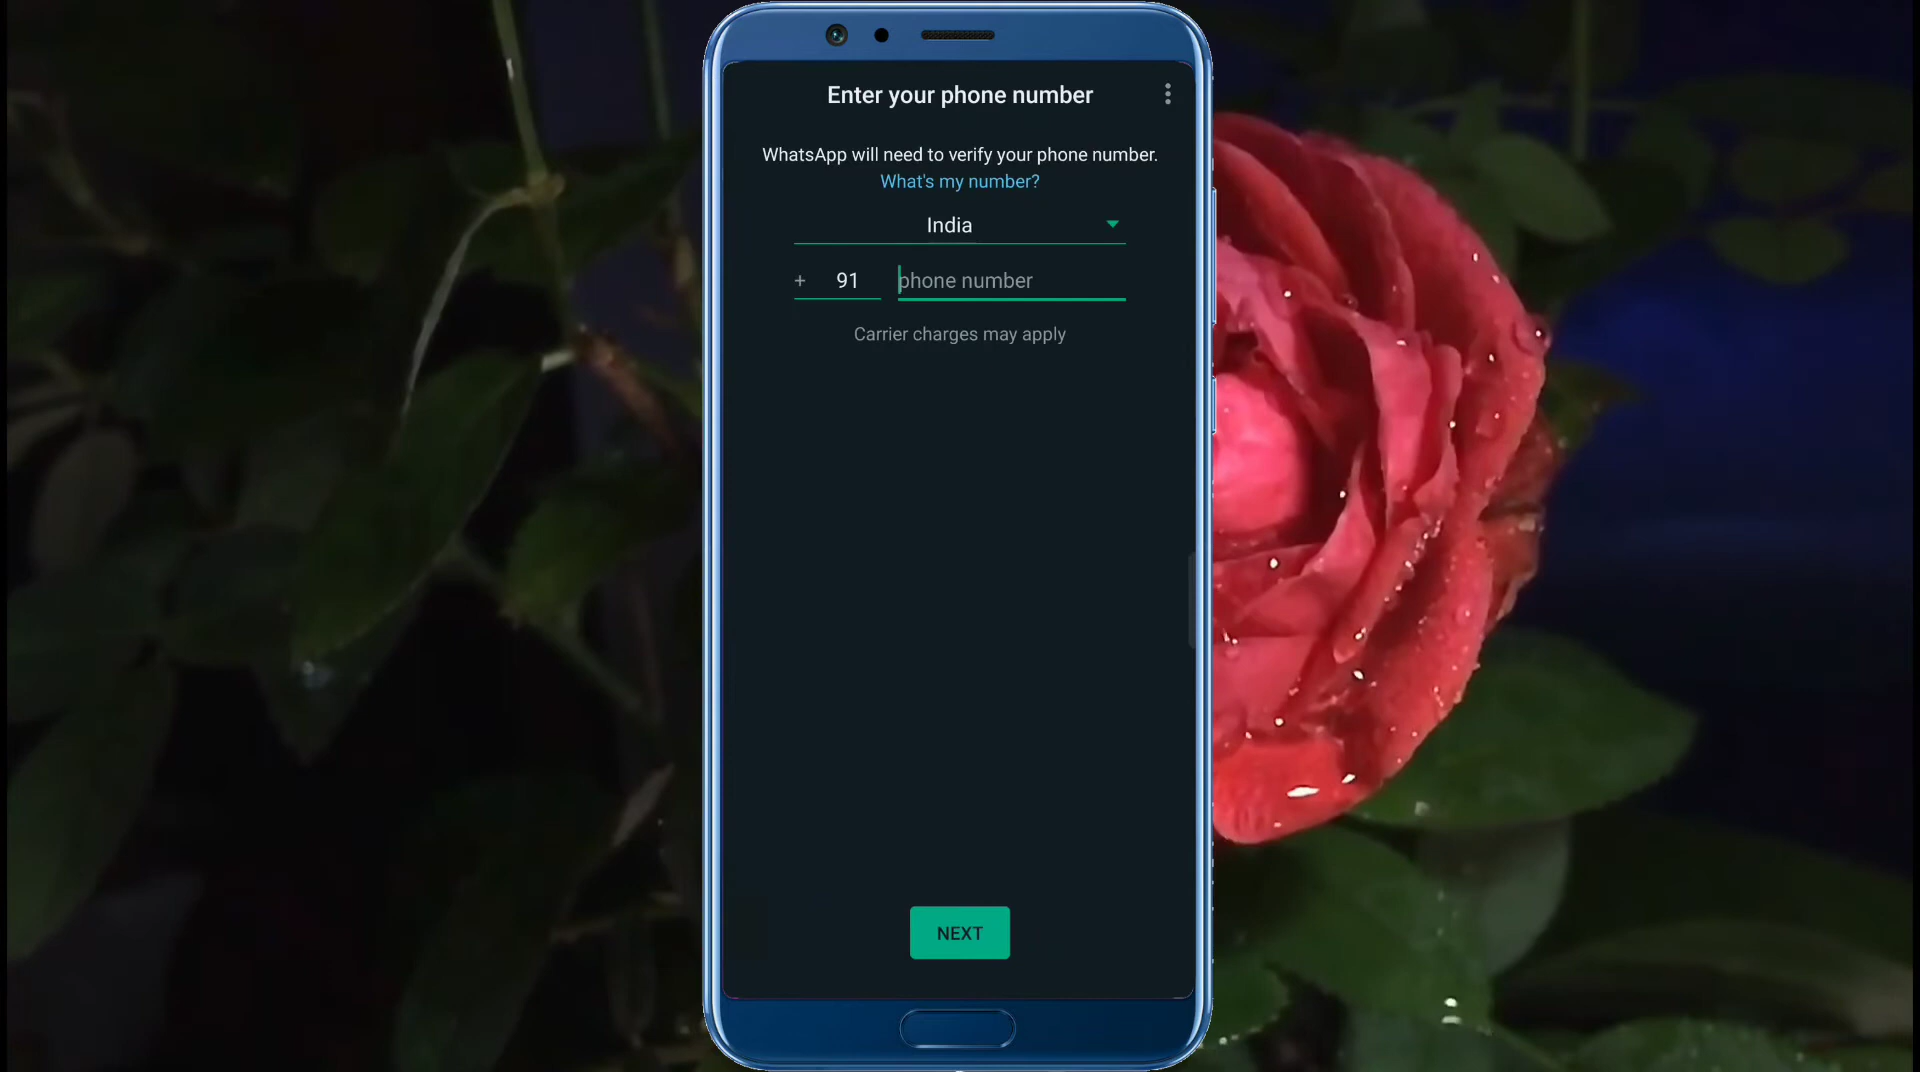 Enter your phone number
WhatsApp will need to verify your phone number.
What's my number?
India
+ 91 phone number
Carrier charges may apply
NEXT